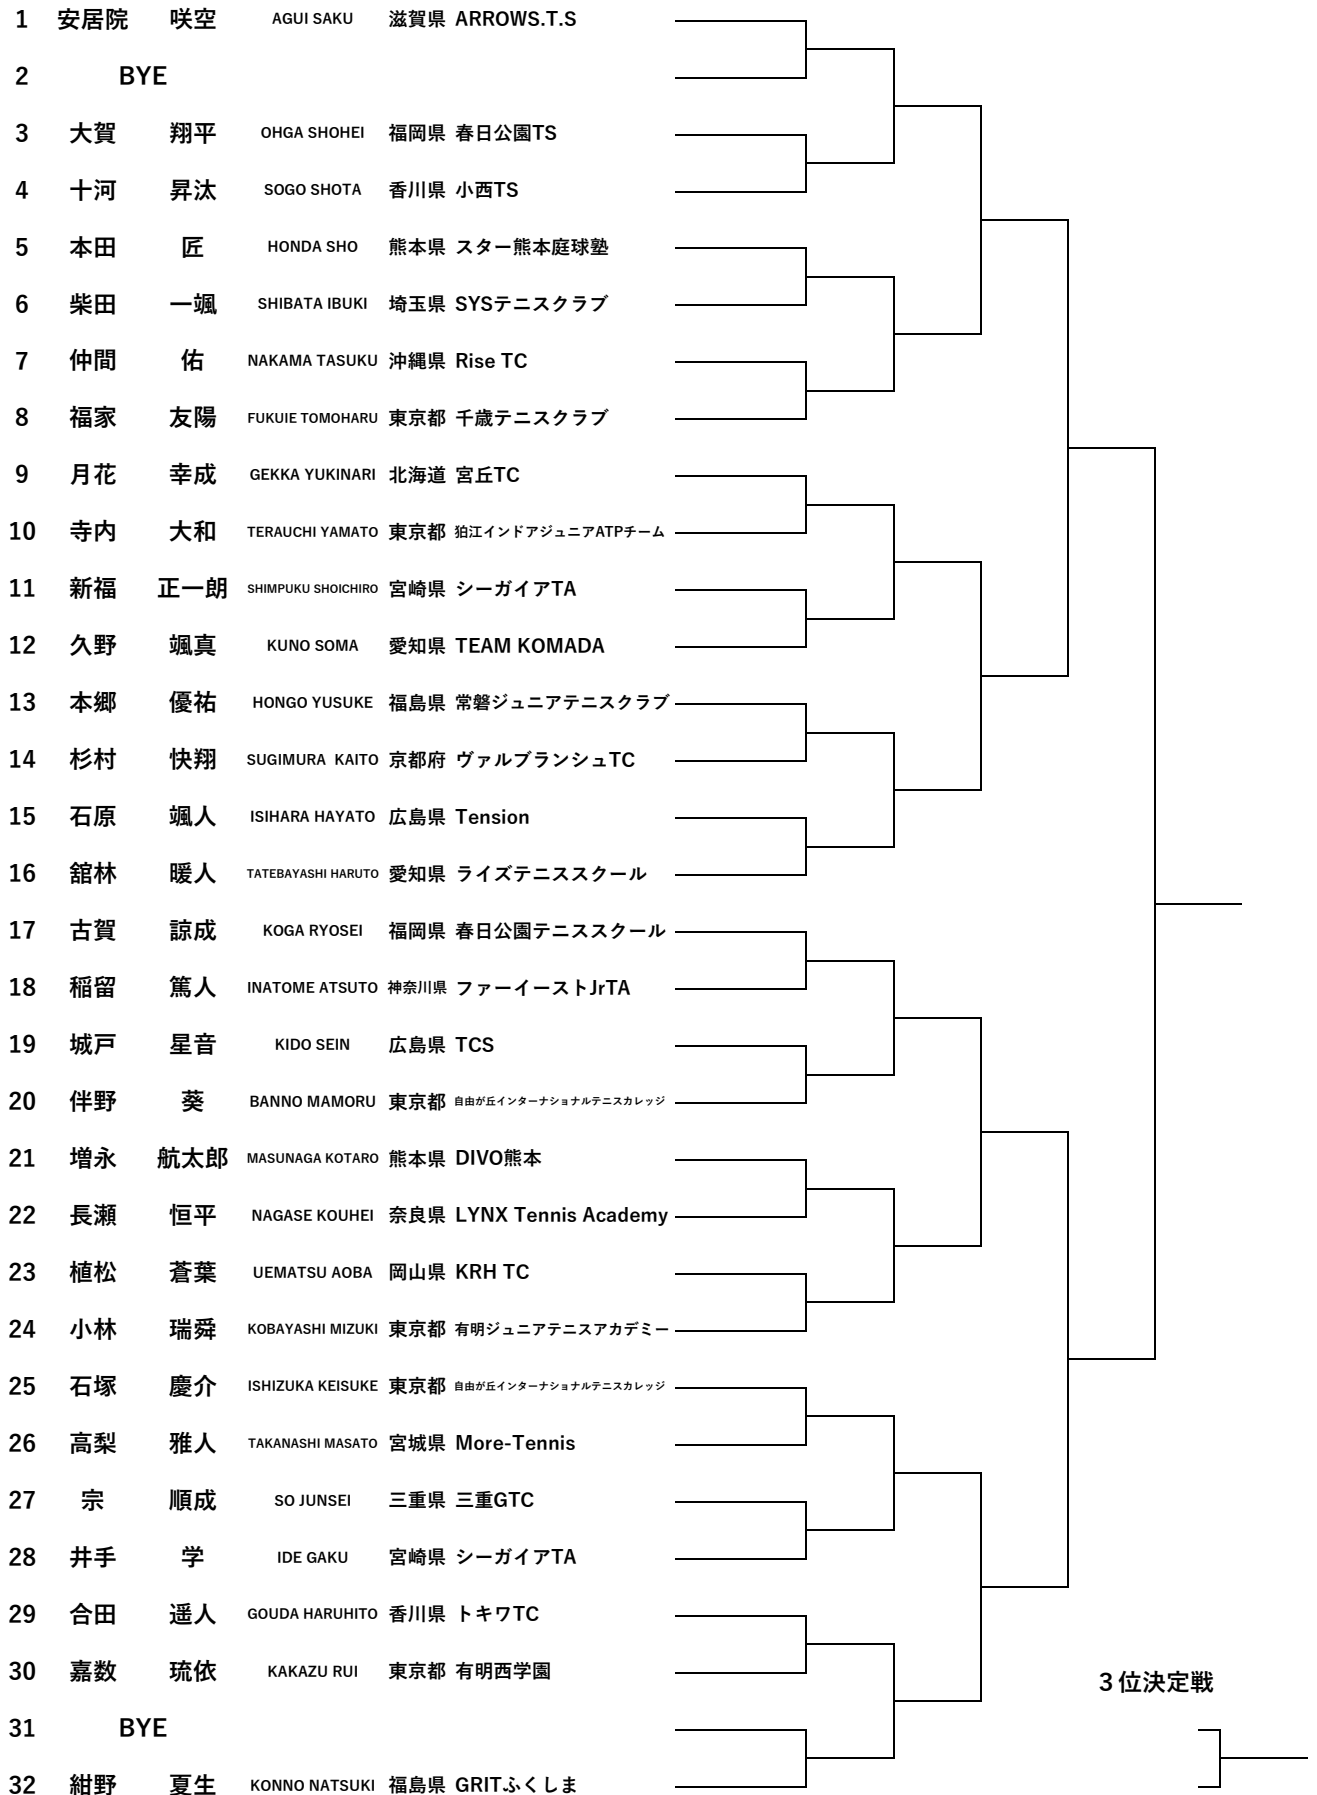 1 安居院 咲空 AGUI SAKU 滋賀県 ARROWS.T.S
2 BYE
3 大賀 翔平 OHGA SHOHEI 福岡県 春日公園TS
4 十河 昇汰 SOGO SHOTA 香川県 小西TS
5 本田 匠 HONDA SHO 熊本県 スター熊本庭球塾
6 柴田 一颯 SHIBATA IBUKI 埼玉県 SYSテニスクラブ
7 仲間 佑 NAKAMA TASUKU 沖縄県 Rise TC
8 福家 友陽 FUKUIE TOMOHARU 東京都 千歳テニスクラブ
9 月花 幸成 GEKKA YUKINARI 北海道 宮丘TC
10 寺内 大和 TERAUCHI YAMATO 東京都 狛江インドアジュニアATPチーム
11 新福 正一朗 SHIMPUKU SHOICHIRO 宮崎県 シーガイアTA
12 久野 颯真 KUNO SOMA 愛知県 TEAM KOMADA
13 本郷 優祐 HONGO YUSUKE 福島県 常磐ジュニアテニスクラブ
14 杉村 快翔 SUGIMURA KAITO 京都府 ヴァルブランシュTC
15 石原 颯人 ISIHARA HAYATO 広島県 Tension
16 舘林 暖人 TATEBAYASHI HARUTO 愛知県 ライズテニススクール
17 古賀 諒成 KOGA RYOSEI 福岡県 春日公園テニススクール
18 稲留 篤人 INATOME ATSUTO 神奈川県 ファーイーストJrTA
19 城戸 星音 KIDO SEIN 広島県 TCS
20 伴野 葵 BANNO MAMORU 東京都 自由が丘インターナショナルテニスカレッジ
21 増永 航太郎 MASUNAGA KOTARO 熊本県 DIVO熊本
22 長瀬 恒平 NAGASE KOUHEI 奈良県 LYNX Tennis Academy
23 植松 蒼葉 UEMATSU AOBA 岡山県 KRH TC
24 小林 瑞舜 KOBAYASHI MIZUKI 東京都 有明ジュニアテニスアカデミー
25 石塚 慶介 ISHIZUKA KEISUKE 東京都 自由が丘インターナショナルテニスカレッジ
26 高梨 雅人 TAKANASHI MASATO 宮城県 More-Tennis
27 宗 順成 SO JUNSEI 三重県 三重GTC
28 井手 学 IDE GAKU 宮崎県 シーガイアTA
29 合田 遥人 GOUDA HARUHITO 香川県 トキワTC
30 嘉数 琉依 KAKAZU RUI 東京都 有明西学園
３位決定戦
31 BYE
32 紺野 夏生 KONNO NATSUKI 福島県 GRITふくしま